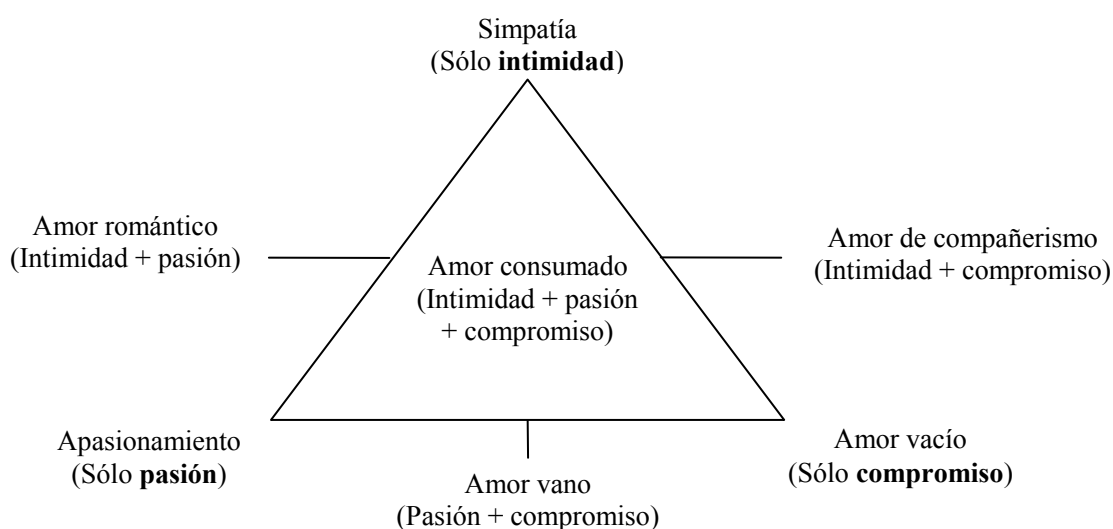 Simpatía
(Sólo intimidad)
Amor romántico
(Intimidad + pasión)
Amor de compañerismo
(Intimidad + compromiso)
Amor consumado
(Intimidad + pasión
+ compromiso)
Apasionamiento
(Sólo pasión)
Amor vano
(Pasión + compromiso)
Amor vacío
(Sólo compromiso)